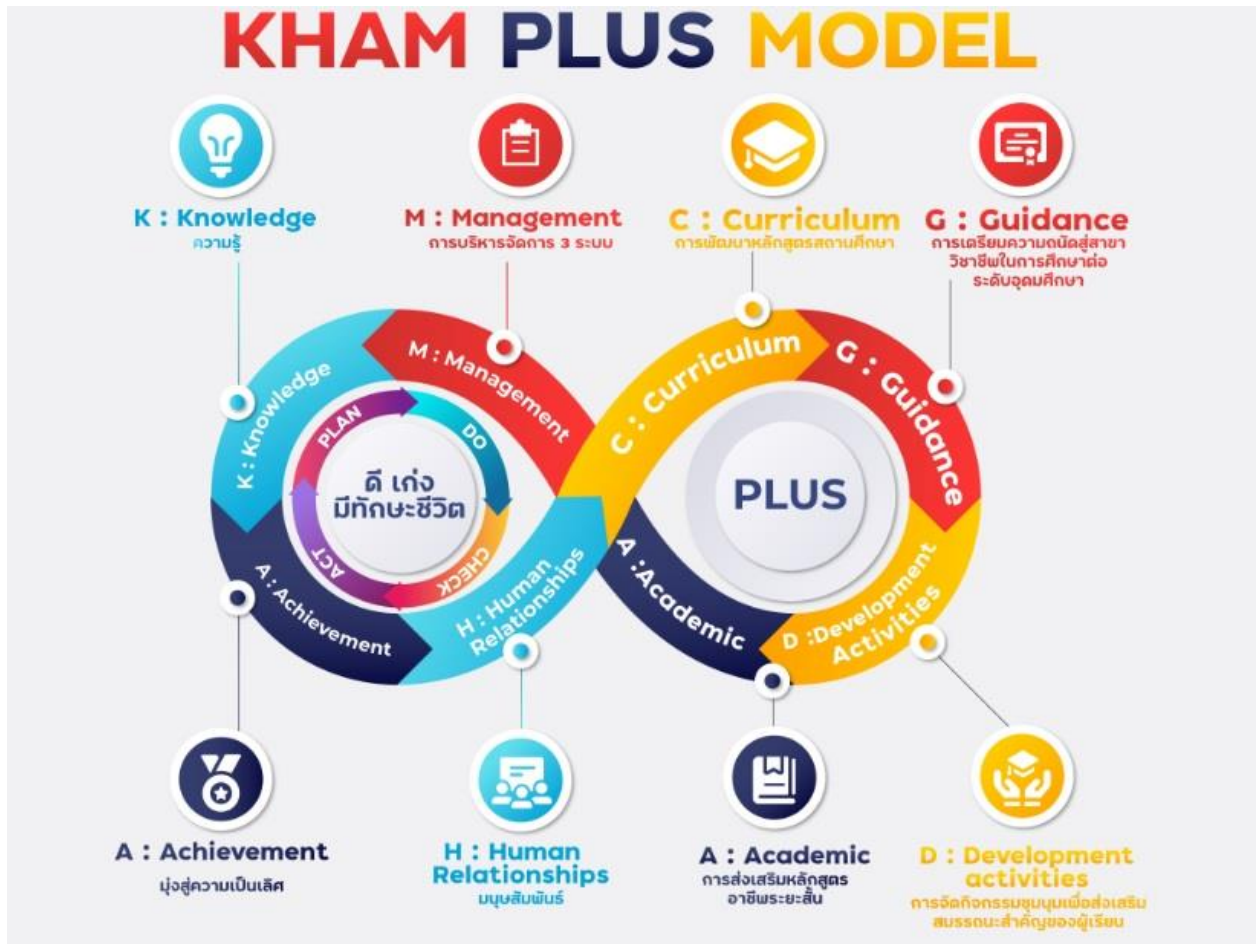 KHAM PLUS MODEL
K : Knowledge
ความรู้
M : Management
การบริหารจัดการ 3 ระบบ
C : Curriculum
การพัฒนาหลักสูตรสถานศึกษา
G : Guidance
การเตรียมความถนัดสู่สาขา
วิชาชีพในการศึกษาต่อ
ระดับอุดมศึกษา
K : Knowledge
M : Management
C : Curriculum
G : Guidance
PLAN
DO
CHECK
ACT
ดี เก่ง
มีทักษะชีวิต
PLUS
A : Achievement
H : Human
Relationships
A :Academic
D :Development
Activities
A : Achievement
มุ่งสู่ความเป็นเลิศ
H : Human
Relationships
มนุษสัมพันธ์
A : Academic
การส่งเสริมหลักสูตร
อาชีพระยะสั้น
D : Development
activities
การจัดกิจกรรมชุมนุมเพื่อส่งเสริม
สมรรถนะสำคัญของผู้เรียน